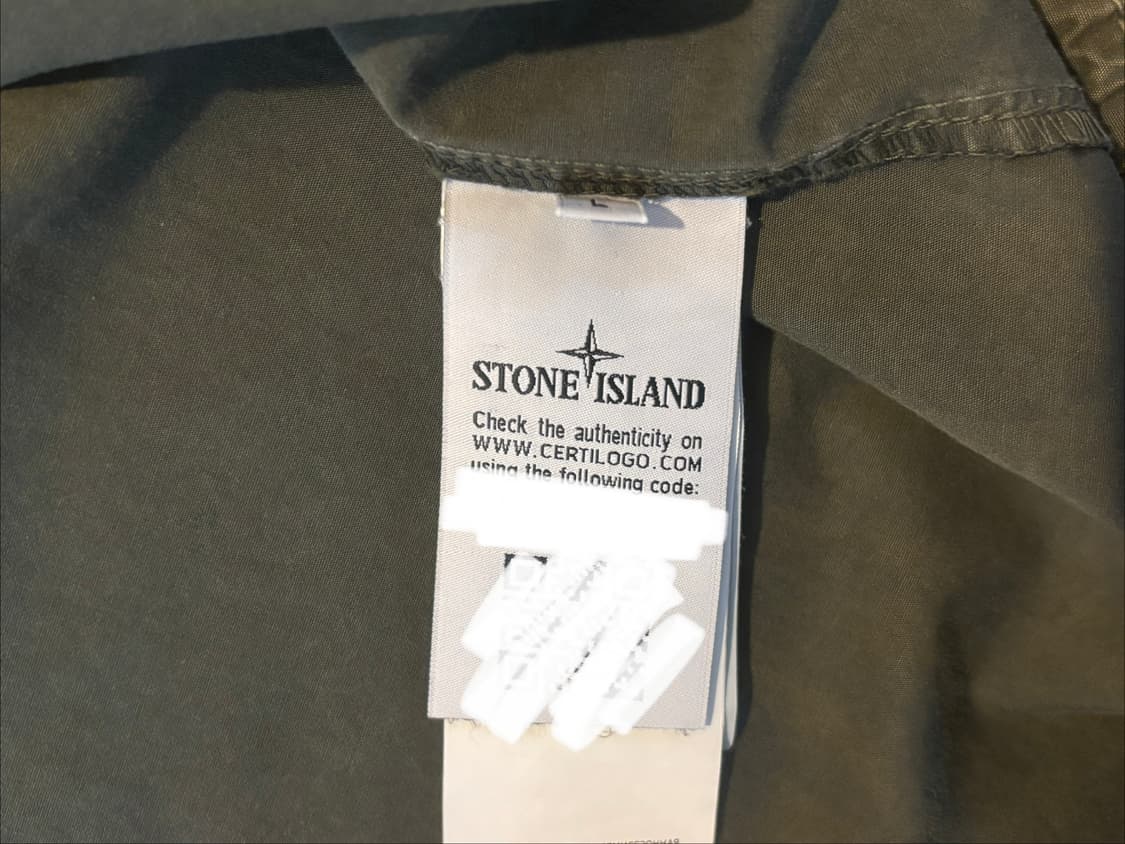 L
STONE ISLAND
Check the authenticity on
WWW.CERTILOGO.COM
using the following code: